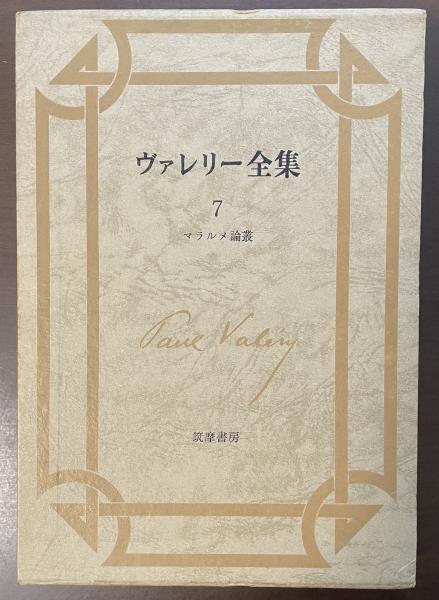 ヴァレリー全集
7
マラルメ論叢
Paul Valéry
筑摩書房